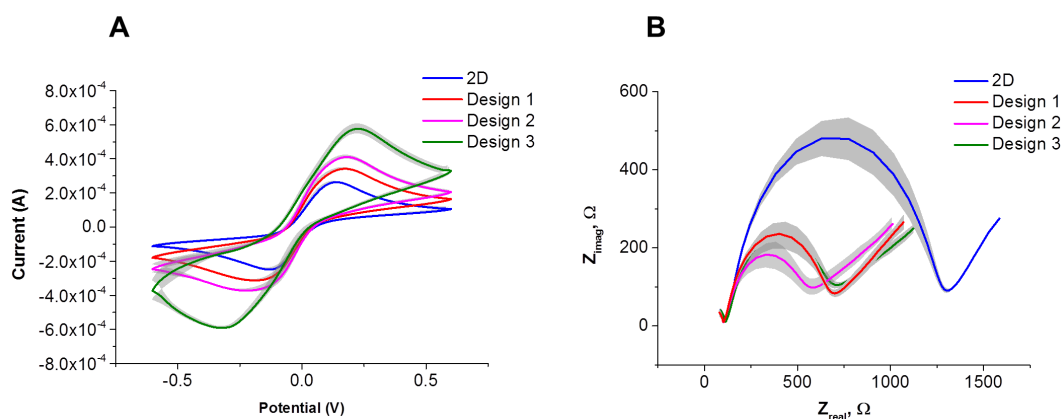 A
8.0x10⁻⁴
6.0x10⁻⁴
4.0x10⁻⁴
2.0x10⁻⁴
0.0
-2.0x10⁻⁴
-4.0x10⁻⁴
-6.0x10⁻⁴
-8.0x10⁻⁴
Current (A)
-0.5
0.0
0.5
Potential (V)
2D
Design 1
Design 2
Design 3
B
600
400
200
0
Z_imag, Ω
0
500
1000
1500
Z_real, Ω
2D
Design 1
Design 2
Design 3